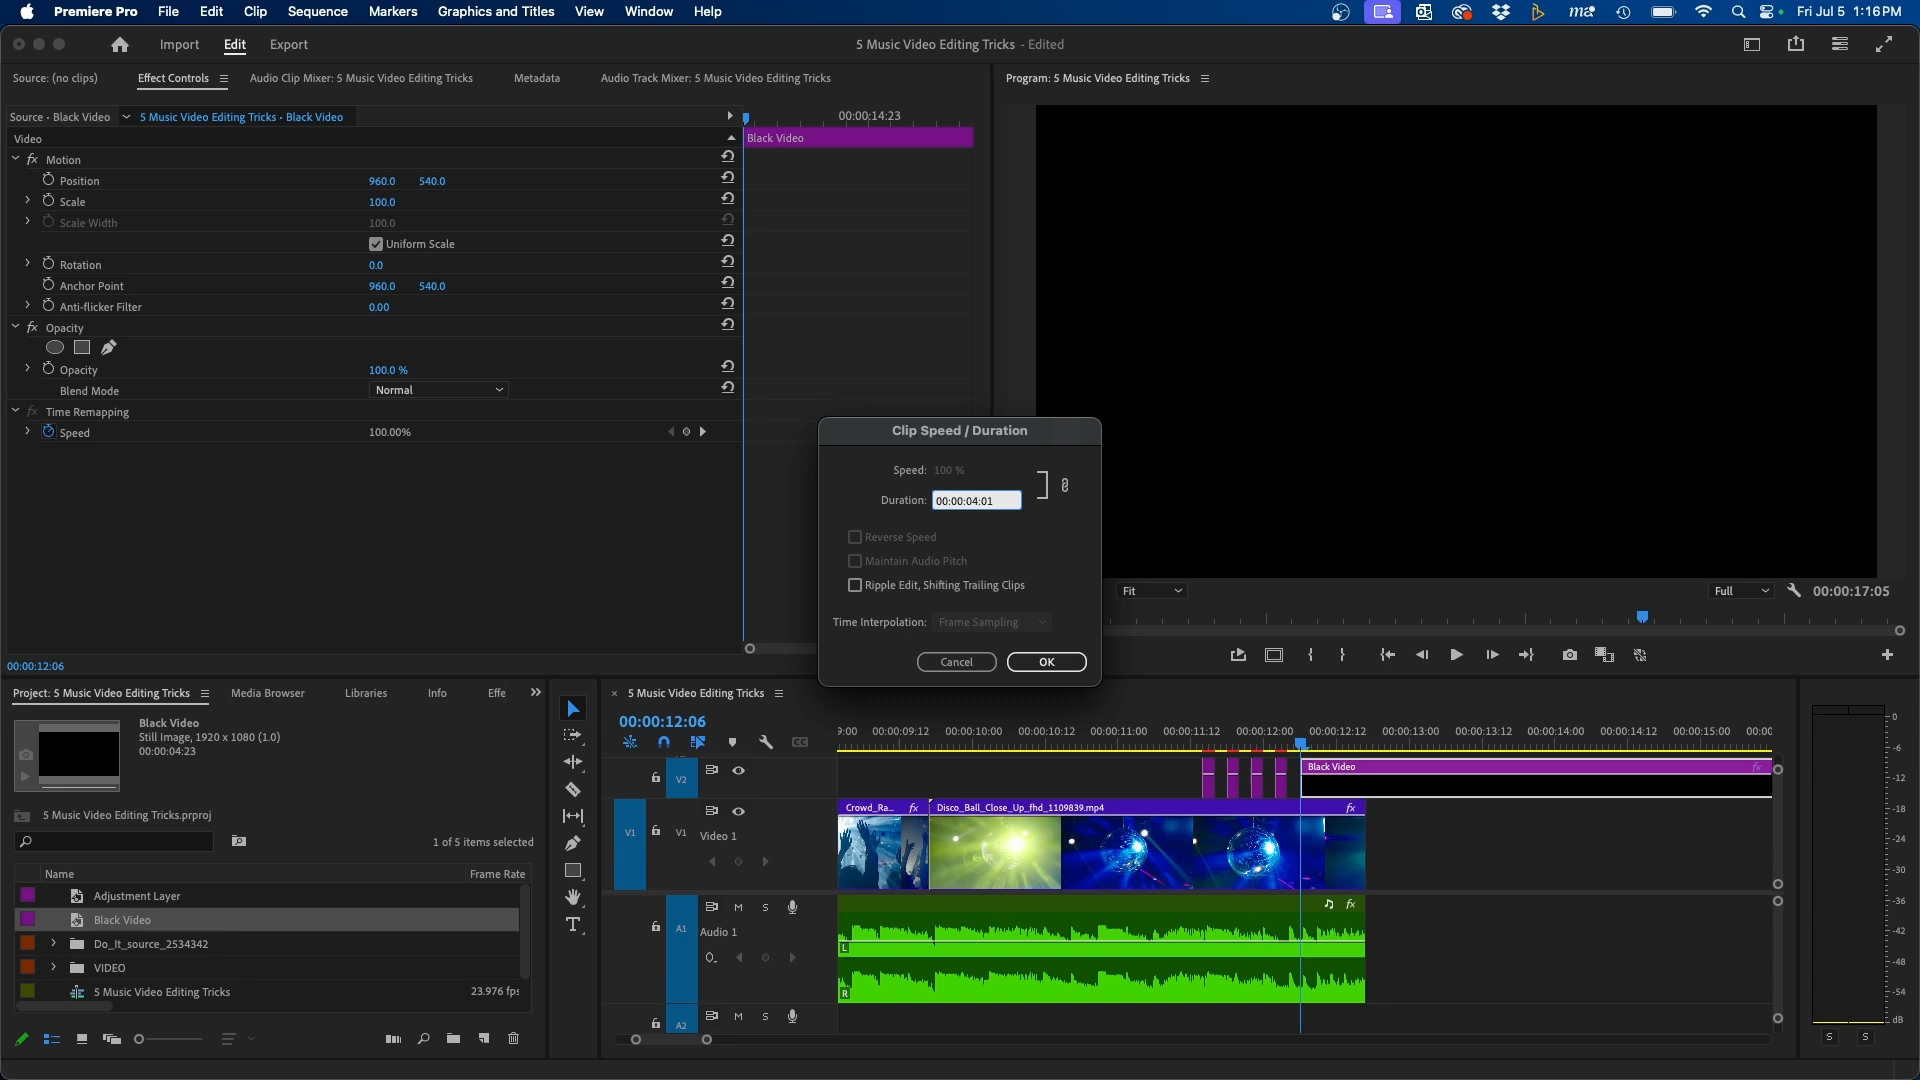 Premiere Pro File Edit Clip Sequence Markers Graphics and Titles View Window Help Fri Jul 5 1:16 PM
Import Edit Export 5 Music Video Editing Tricks - Edited
Source: (no clips) Effect Controls Audio Clip Mixer: 5 Music Video Editing Tricks Metadata Audio Track Mixer: 5 Music Video Editing Tricks Program: 5 Music Video Editing Tricks
Source • Black Video 5 Music Video Editing Tricks • Black Video 00:00:14:23
Video Black Video
fx Motion
Position 960.0 540.0
Scale 100.0
Scale Width 100.0
Uniform Scale
Rotation 0.0
Anchor Point 960.0 540.0
Anti-flicker Filter 0.00
fx Opacity
Opacity 100.0 %
Blend Mode Normal
fx Time Remapping
Speed 100.00%
Clip Speed / Duration
Speed: 100 %
Duration: 00:00:04:01
Reverse Speed
Maintain Audio Pitch
Ripple Edit, Shifting Trailing Clips
Time Interpolation: Frame Sampling
Cancel OK
Fit Full 00:00:17:05
00:00:12:06
Project: 5 Music Video Editing Tricks Media Browser Libraries Info Effe
Black Video
Still Image, 1920 x 1080 (1.0)
00:00:04:23
5 Music Video Editing Tricks.prproj
1 of 5 items selected
Name Frame Rate
Adjustment Layer
Black Video
Do_It_source_2534342
VIDEO
5 Music Video Editing Tricks 23.976 fps
× 5 Music Video Editing Tricks
00:00:12:06
9:00 00:00:09:12 00:00:10:00 00:00:10:12 00:00:11:00 00:00:11:12 00:00:12:00 00:00:12:12 00:00:13:00 00:00:13:12 00:00:14:00 00:00:14:12 00:00:15:00 00:00
CC
V2 Black Video fx
Crowd_Ra... fx Disco_Ball_Close_Up_fhd_1109839.mp4 fx
V1 V1 Video 1
A1 M S fx
Audio 1
L
R
A2 M S
0
-6
-12
-18
-24
-30
-36
-42
-48
-54
dB
S S